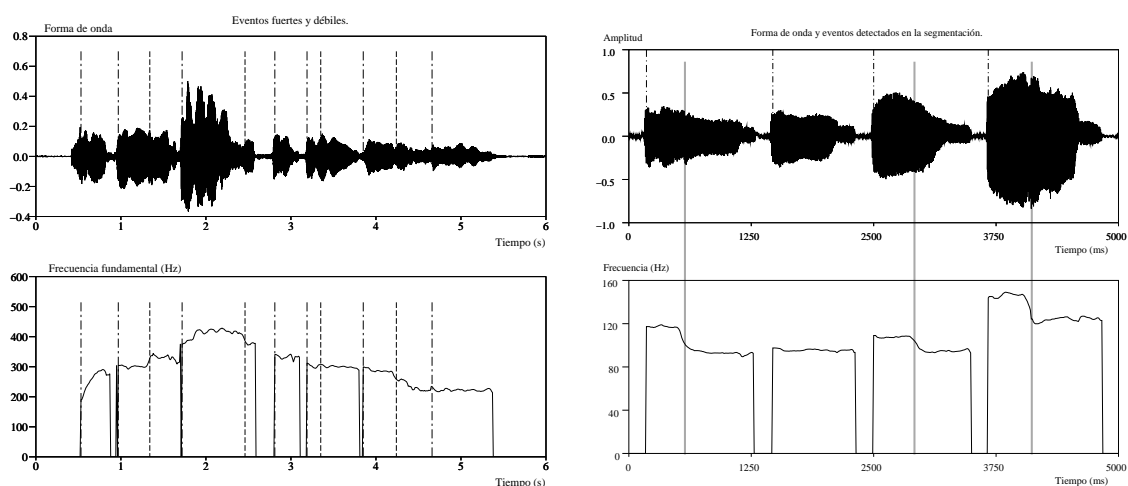 Eventos fuertes y débiles.
Forma de onda
0.8
0.6
0.4
0.2
0.0
−0.2
−0.4
0 1 2 3 4 5 6
Tiempo (s)
Frecuencia fundamental (Hz)
600
500
400
300
200
100
0
0 1 2 3 4 5 6
Tiempo (s)
Forma de onda y eventos detectados en la segmentación.
Amplitud
1.0
0.5
0.0
−0.5
−1.0
0 1250 2500 3750 5000
Tiempo (ms)
Frecuencia (Hz)
160
120
80
40
0
0 1250 2500 3750 5000
Tiempo (ms)